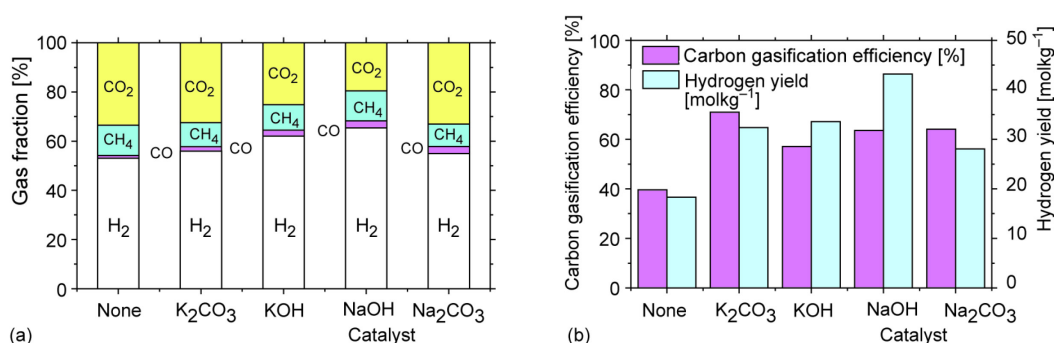 Gas fraction [%]
100
80
60
40
20
0
CO2
CO2
CO2
CO2
CO2
CH4
CH4
CH4
CH4
CH4
CO
CO
CO
CO
H2
H2
H2
H2
H2
None
K2CO3
KOH
NaOH
Na2CO3
Catalyst
(a)
Carbon gasification efficiency [%]
100
80
60
40
20
0
Carbon gasification efficiency [%]
Hydrogen yield
[molkg−1]
50
40
30
20
10
0
Hydrogen yield [molkg−1]
None
K2CO3
KOH
NaOH
Na2CO3
Catalyst
(b)